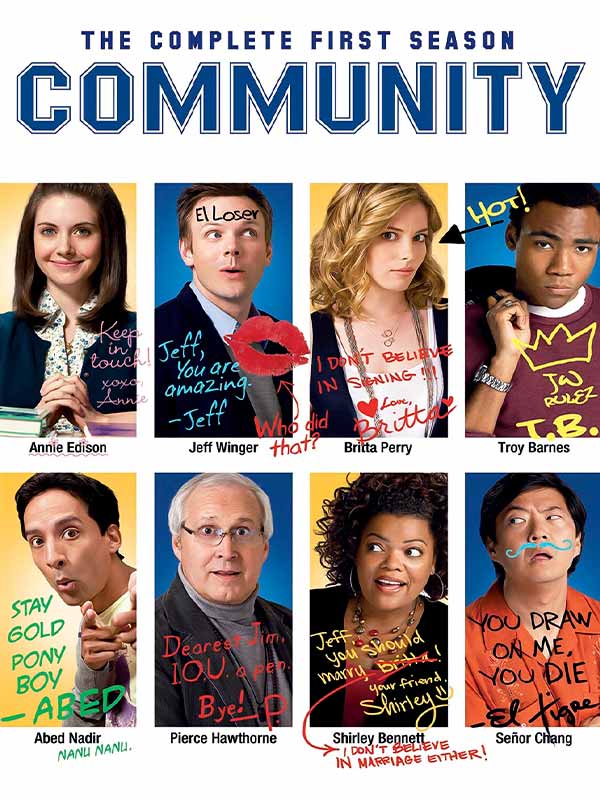 THE COMPLETE FIRST SEASON
COMMUNITY
Keep
in
touch!
xoxo,
Annie
Annie Edison
El Loser
Jeff,
You are
amazing.
-Jeff
Who did
that?
Jeff Winger
I DON'T BELIEVE
IN SIGNING!!!
Love,
Britta
Britta Perry
HOT!
JW
RULEZ
T.B.
Troy Barnes
STAY
GOLD
PONY
BOY
-ABED
Abed Nadir
NANU NANU.
Dearest Jim,
I.O.U. a pen.
Bye! -P
Pierce Hawthorne
Jeff,
you should
marry Britta!
your friend,
Shirley!!
Shirley Bennett
I DON'T BELIEVE
IN MARRIAGE EITHER!
YOU DRAW
ON ME,
YOU DIE
-El tigre
Señor Chang